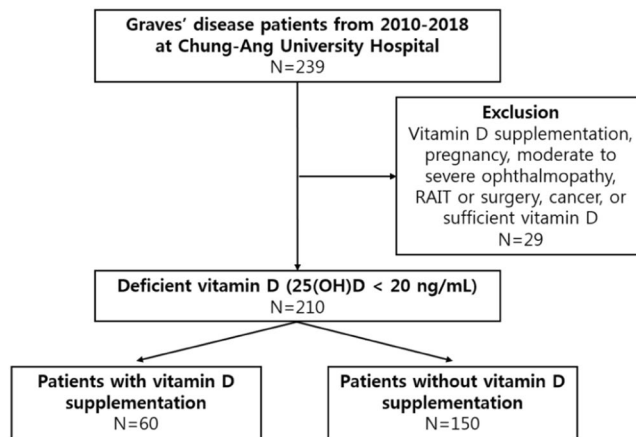 Graves’ disease patients from 2010-2018
at Chung-Ang University Hospital
N=239
Exclusion
Vitamin D supplementation,
pregnancy, moderate to
severe ophthalmopathy,
RAIT or surgery, cancer, or
sufficient vitamin D
N=29
Deficient vitamin D (25(OH)D < 20 ng/mL)
N=210
Patients with vitamin D
supplementation
N=60
Patients without vitamin D
supplementation
N=150